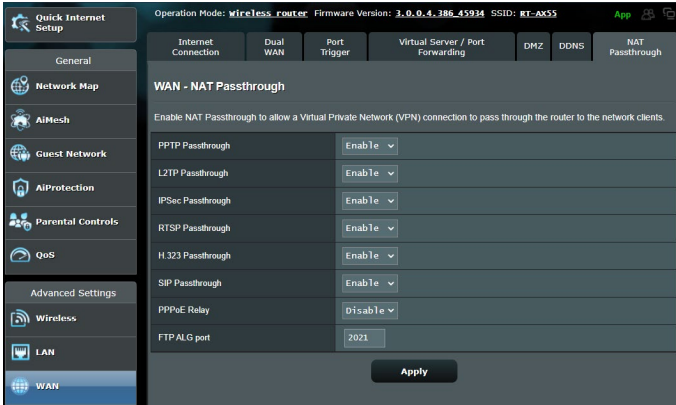 Quick Internet
Setup
Operation Mode: Wireless router Firmware Version: 3.0.0.4.386_45934 SSID: RT-AX55 App
General
Network Map
AiMesh
Guest Network
AiProtection
Parental Controls
QoS
Advanced Settings
Wireless
LAN
WAN
Internet
Connection
Dual
WAN
Port
Trigger
Virtual Server / Port
Forwarding
DMZ
DDNS
NAT
Passthrough
WAN - NAT Passthrough
Enable NAT Passthrough to allow a Virtual Private Network (VPN) connection to pass through the router to the network clients.
PPTP Passthrough Enable
L2TP Passthrough Enable
IPSec Passthrough Enable
RTSP Passthrough Enable
H.323 Passthrough Enable
SIP Passthrough Enable
PPPoE Relay Disable
FTP ALG port 2021
Apply